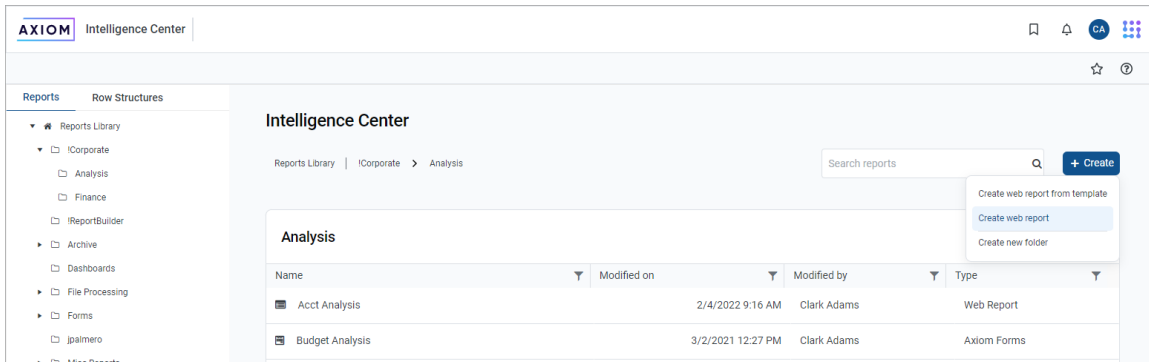 AXIOM Intelligence Center
CA
Reports Row Structures
Reports Library
!Corporate
Analysis
Finance
!ReportBuilder
Archive
Dashboards
File Processing
Forms
jpalmero
Intelligence Center
Reports Library | !Corporate > Analysis
Search reports
+ Create
Create web report from template
Create web report
Create new folder
Analysis
Name Modified on Modified by Type
Acct Analysis 2/4/2022 9:16 AM Clark Adams Web Report
Budget Analysis 3/2/2021 12:27 PM Clark Adams Axiom Forms